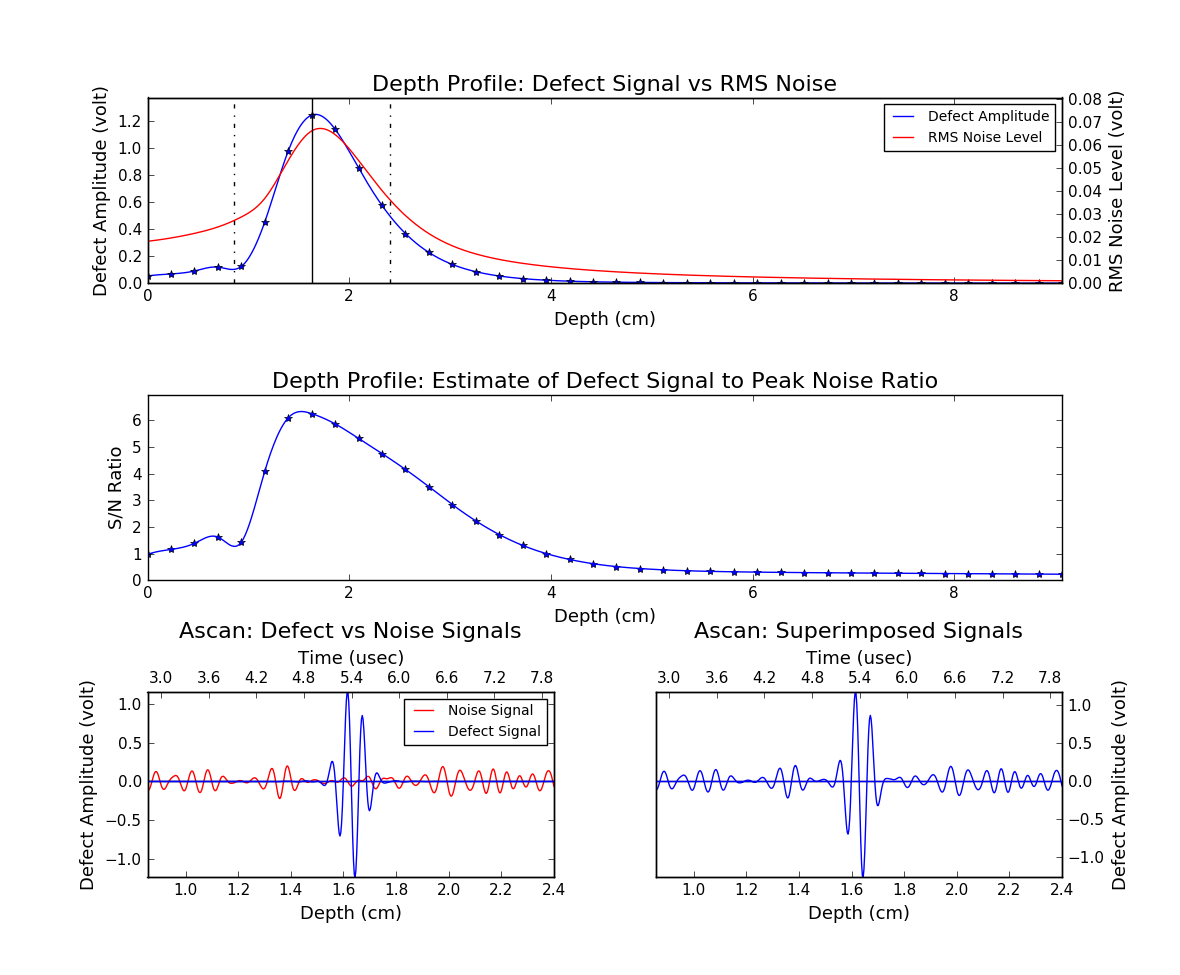 Depth Profile: Defect Signal vs RMS Noise
Defect Amplitude (volt)
1.2
1.0
0.8
0.6
0.4
0.2
0.0
0 2 4 6 8
Depth (cm)
Defect Amplitude
RMS Noise Level
0.08
0.07
0.06
0.05
0.04
0.03
0.02
0.01
0.00
RMS Noise Level (volt)
Depth Profile: Estimate of Defect Signal to Peak Noise Ratio
S/N Ratio
6
5
4
3
2
1
0
0 2 4 6 8
Depth (cm)
Ascan: Defect vs Noise Signals
Time (usec)
3.0 3.6 4.2 4.8 5.4 6.0 6.6 7.2 7.8
Defect Amplitude (volt)
1.0
0.5
0.0
−0.5
−1.0
Noise Signal
Defect Signal
1.0 1.2 1.4 1.6 1.8 2.0 2.2 2.4
Depth (cm)
Ascan: Superimposed Signals
Time (usec)
3.0 3.6 4.2 4.8 5.4 6.0 6.6 7.2 7.8
1.0
0.5
0.0
−0.5
−1.0
Defect Amplitude (volt)
1.0 1.2 1.4 1.6 1.8 2.0 2.2 2.4
Depth (cm)